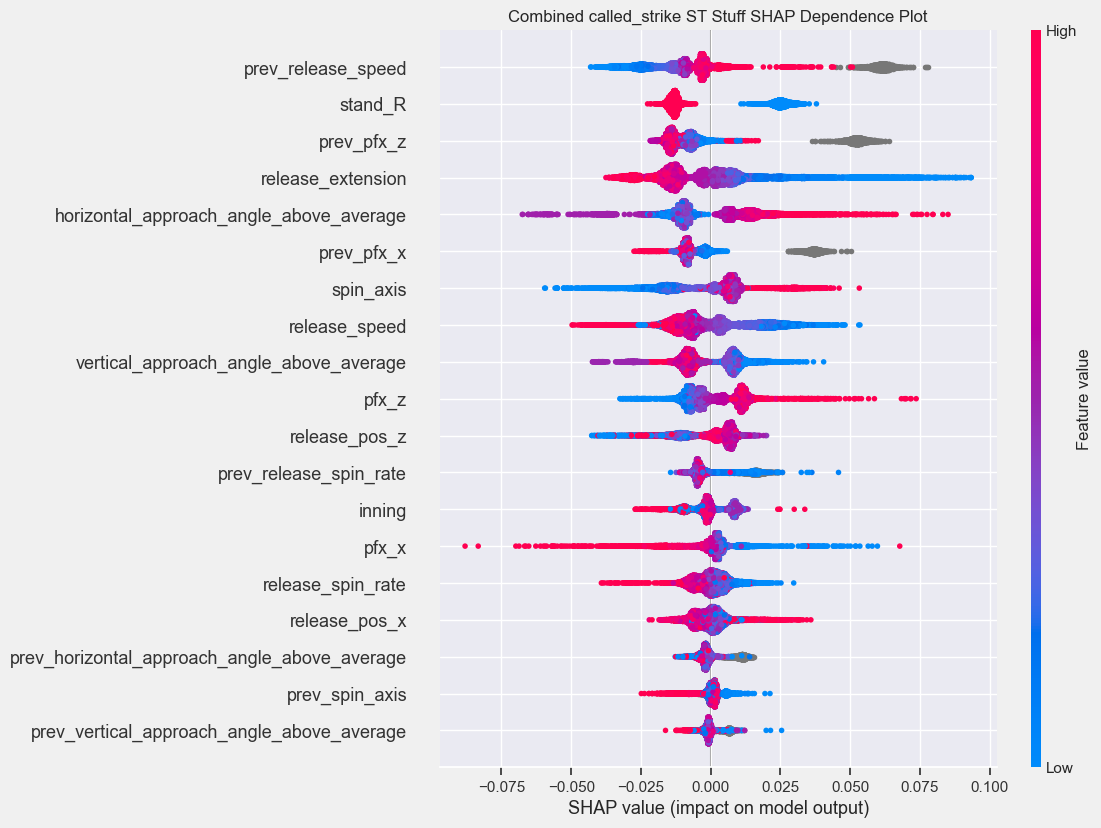 Combined called_strike ST Stuff SHAP Dependence Plot
High
prev_release_speed
stand_R
prev_pfx_z
release_extension
horizontal_approach_angle_above_average
prev_pfx_x
spin_axis
release_speed
vertical_approach_angle_above_average
pfx_z
release_pos_z
prev_release_spin_rate
inning
pfx_x
release_spin_rate
release_pos_x
prev_horizontal_approach_angle_above_average
prev_spin_axis
prev_vertical_approach_angle_above_average
Feature value
Low
−0.075 −0.050 −0.025 0.000 0.025 0.050 0.075 0.100
SHAP value (impact on model output)